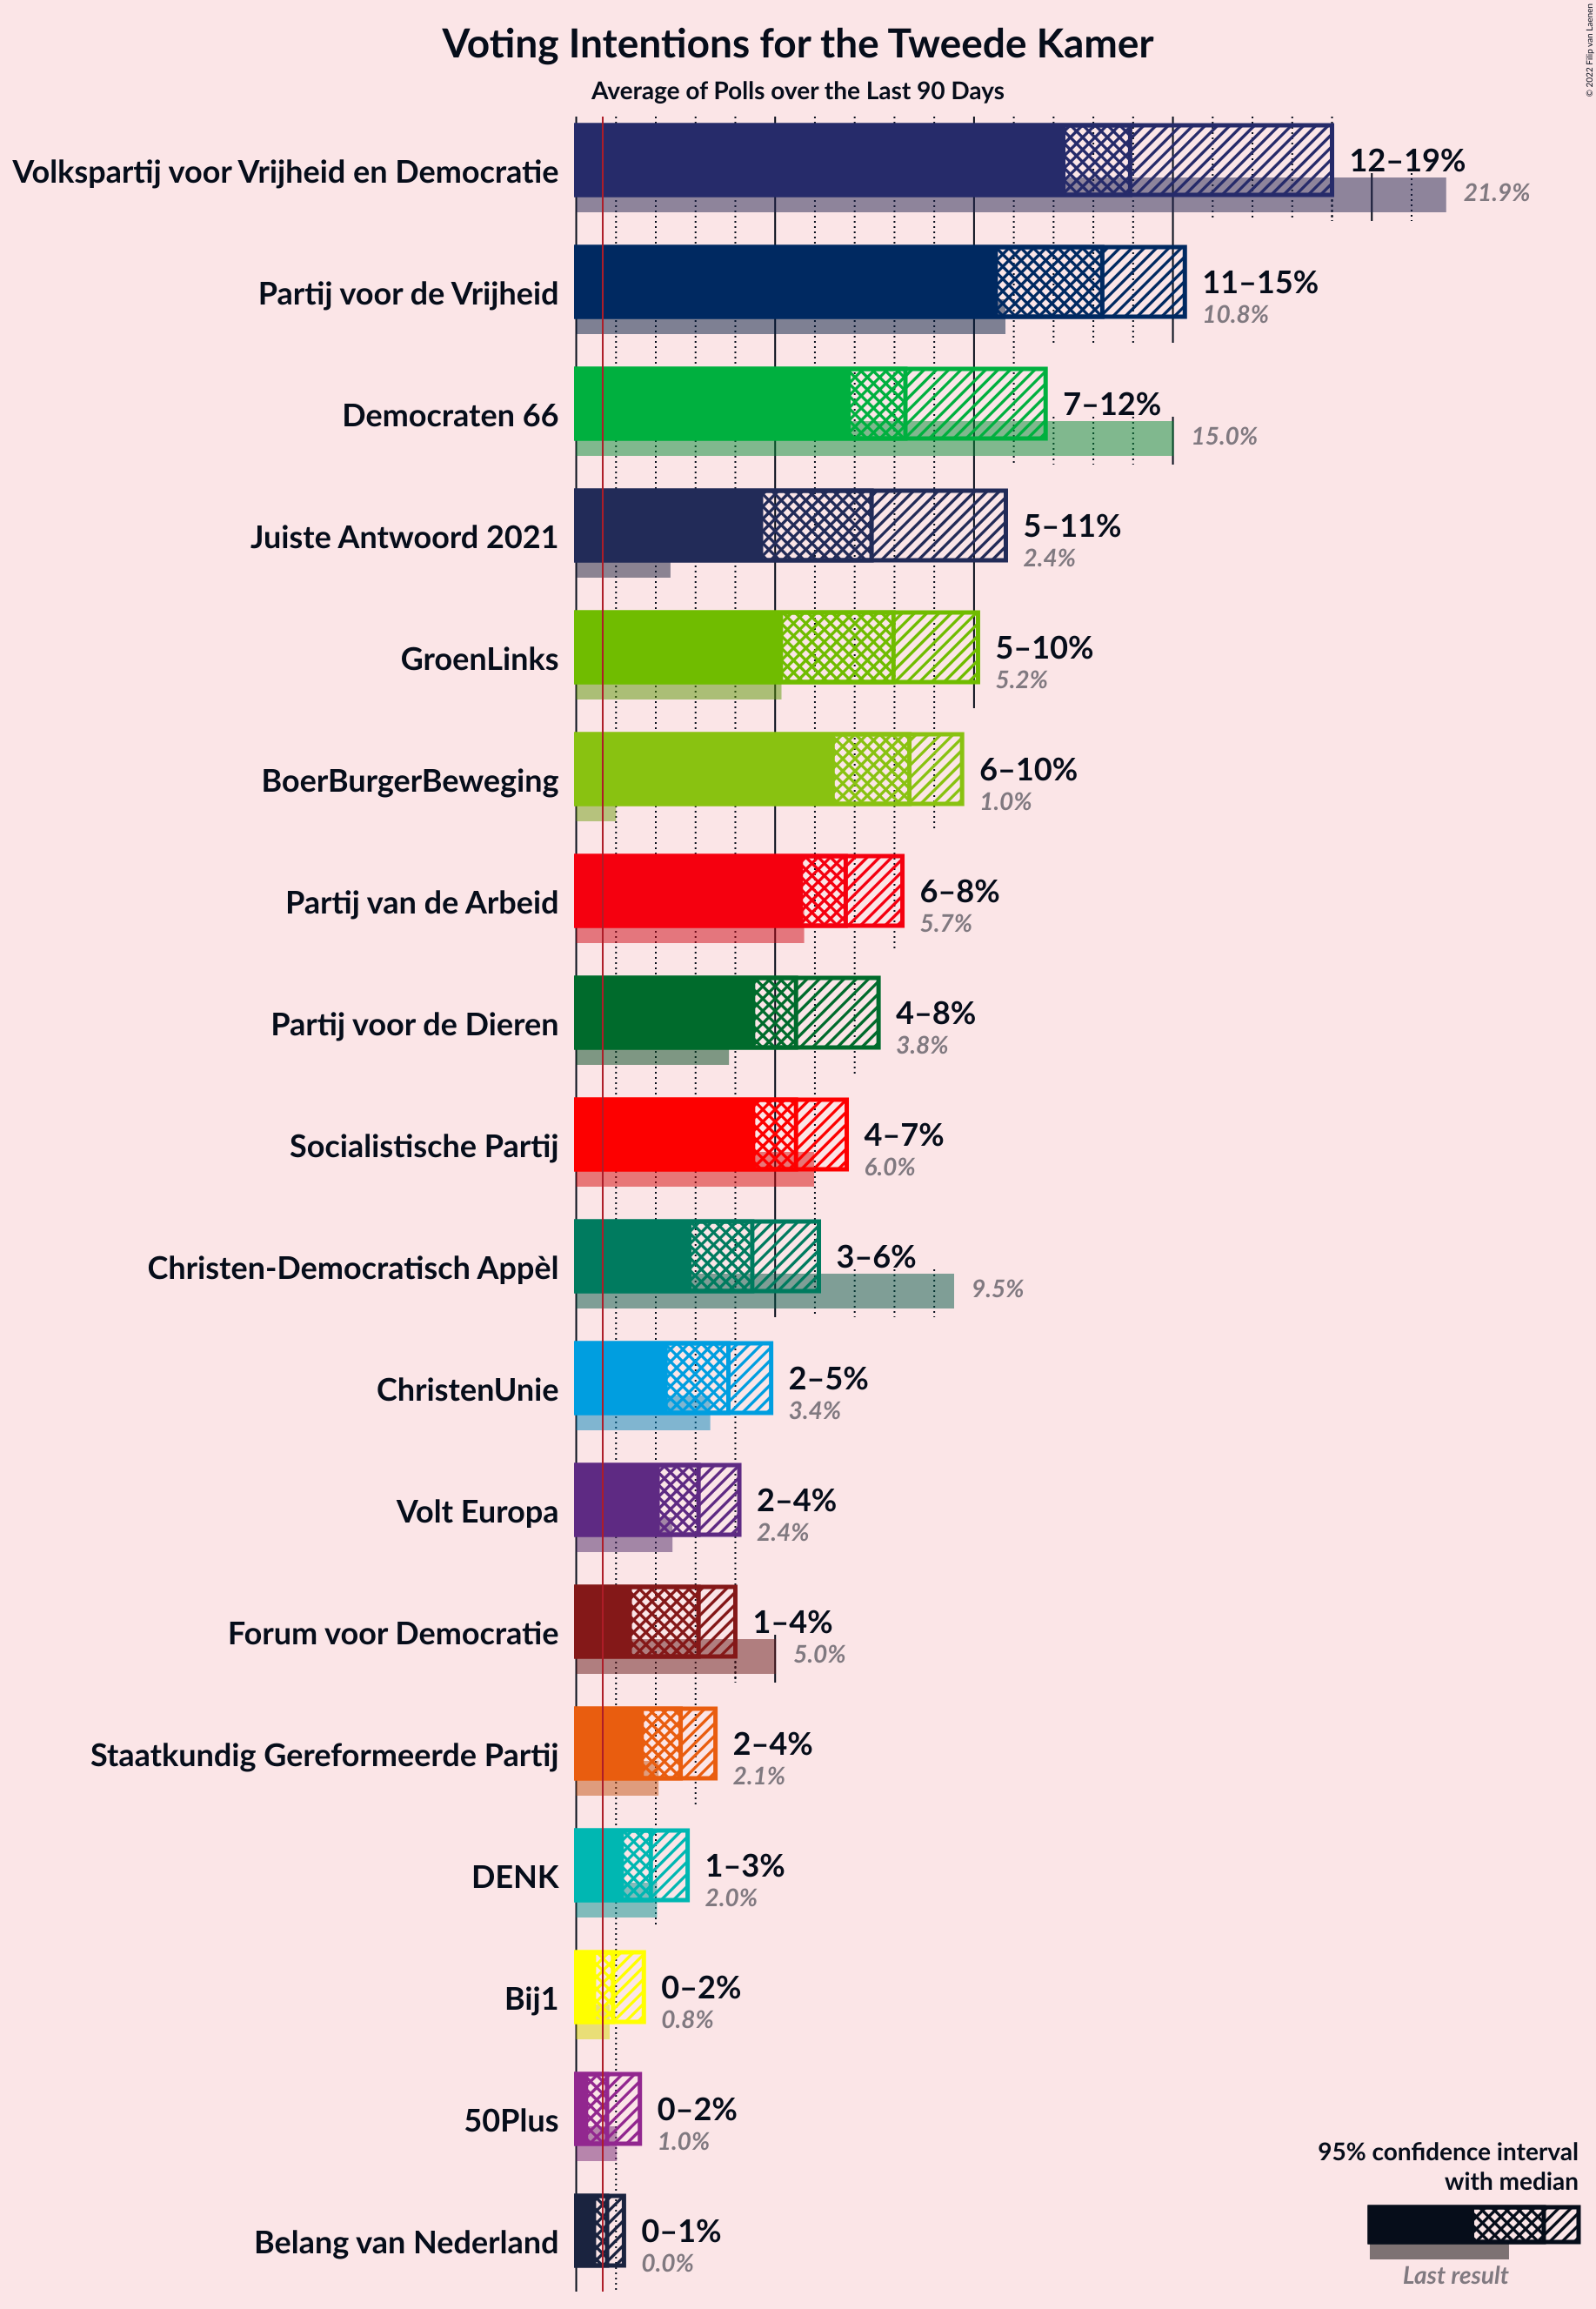 © 2022 Filip van Laenen
Voting Intentions for the Tweede Kamer
Average of Polls over the Last 90 Days
Volkspartij voor Vrijheid en Democratie
12–19%
21.9%
Partij voor de Vrijheid
11–15%
10.8%
Democraten 66
7–12%
15.0%
Juiste Antwoord 2021
5–11%
2.4%
GroenLinks
5–10%
5.2%
BoerBurgerBeweging
6–10%
1.0%
Partij van de Arbeid
6–8%
5.7%
Partij voor de Dieren
4–8%
3.8%
Socialistische Partij
4–7%
6.0%
Christen-Democratisch Appèl
3–6%
9.5%
ChristenUnie
2–5%
3.4%
Volt Europa
2–4%
2.4%
Forum voor Democratie
1–4%
5.0%
Staatkundig Gereformeerde Partij
2–4%
2.1%
DENK
1–3%
2.0%
Bij1
0–2%
0.8%
50Plus
0–2%
1.0%
Belang van Nederland
0–1%
0.0%
95% confidence interval
with median
Last result